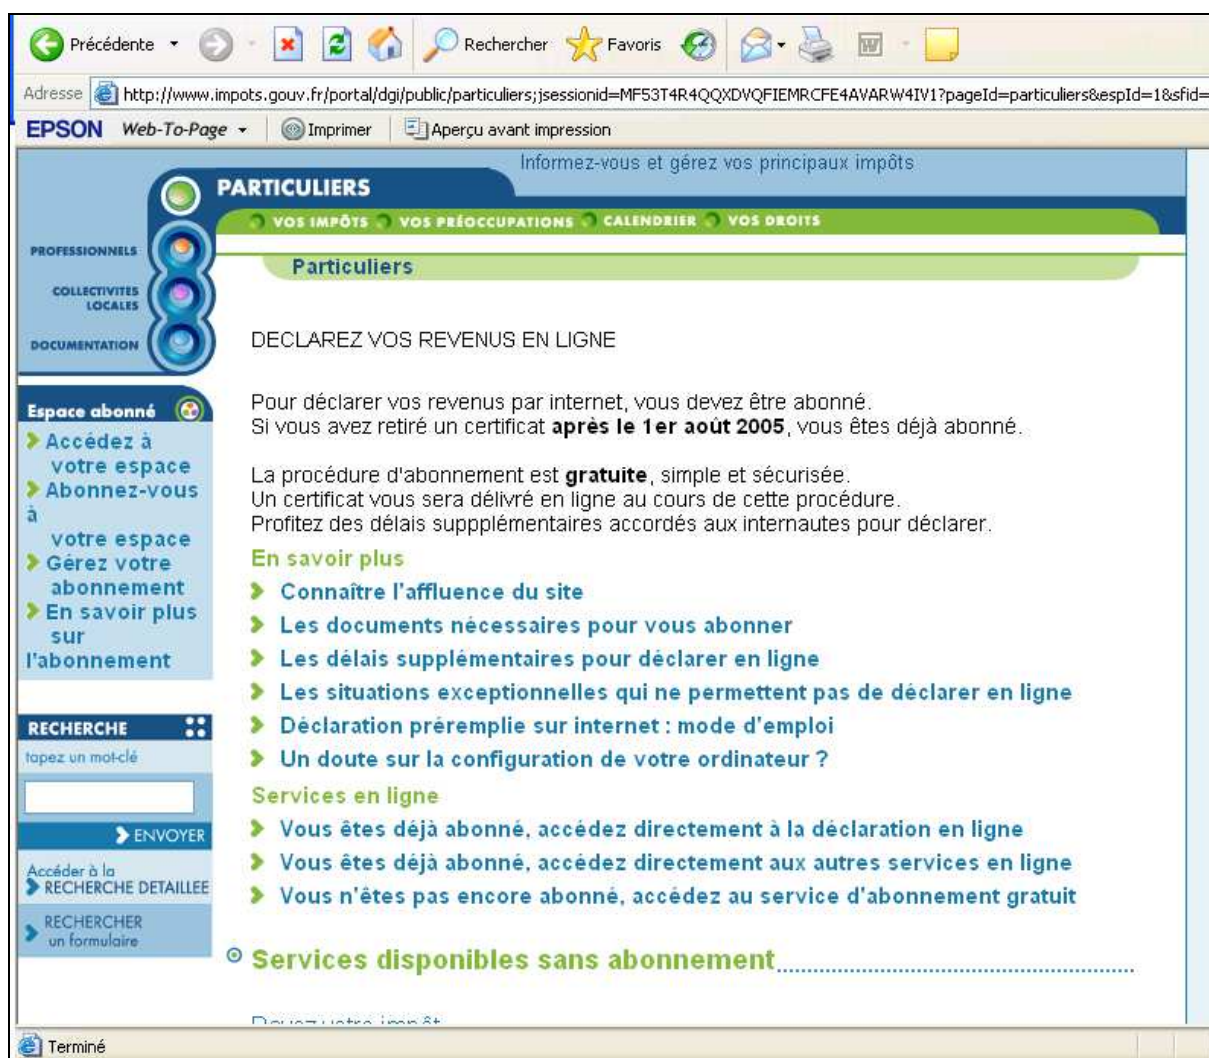 Précédente
Rechercher
Favoris
Adresse
http://www.impots.gouv.fr/portal/dgi/public/particuliers;jsessionid=MF53T4R4QQXDVQFIEMRCFE4AVARW4IV1?pageId=particuliers&espId=1&sfid=
EPSON Web-To-Page
Imprimer
Aperçu avant impression
Informez-vous et gérez vos principaux impôts
PARTICULIERS
VOS IMPÔTS
VOS PRÉOCCUPATIONS
CALENDRIER
VOS DROITS
PROFESSIONNELS
COLLECTIVITES
LOCALES
DOCUMENTATION
Particuliers
DECLAREZ VOS REVENUS EN LIGNE
Pour déclarer vos revenus par internet, vous devez être abonné.
Si vous avez retiré un certificat après le 1er août 2005, vous êtes déjà abonné.
La procédure d'abonnement est gratuite, simple et sécurisée.
Un certificat vous sera délivré en ligne au cours de cette procédure.
Profitez des délais suppplémentaires accordés aux internautes pour déclarer.
En savoir plus
Connaître l'affluence du site
Les documents nécessaires pour vous abonner
Les délais supplémentaires pour déclarer en ligne
Les situations exceptionnelles qui ne permettent pas de déclarer en ligne
Déclaration préremplie sur internet : mode d'emploi
Un doute sur la configuration de votre ordinateur ?
Services en ligne
Vous êtes déjà abonné, accédez directement à la déclaration en ligne
Vous êtes déjà abonné, accédez directement aux autres services en ligne
Vous n'êtes pas encore abonné, accédez au service d'abonnement gratuit
Services disponibles sans abonnement
Espace abonné
Accédez à
votre espace
Abonnez-vous
à
votre espace
Gérez votre
abonnement
En savoir plus
sur
l'abonnement
RECHERCHE
tapez un mot-clé
ENVOYER
Accéder à la
RECHERCHE DETAILLEE
RECHERCHER
un formulaire
Terminé